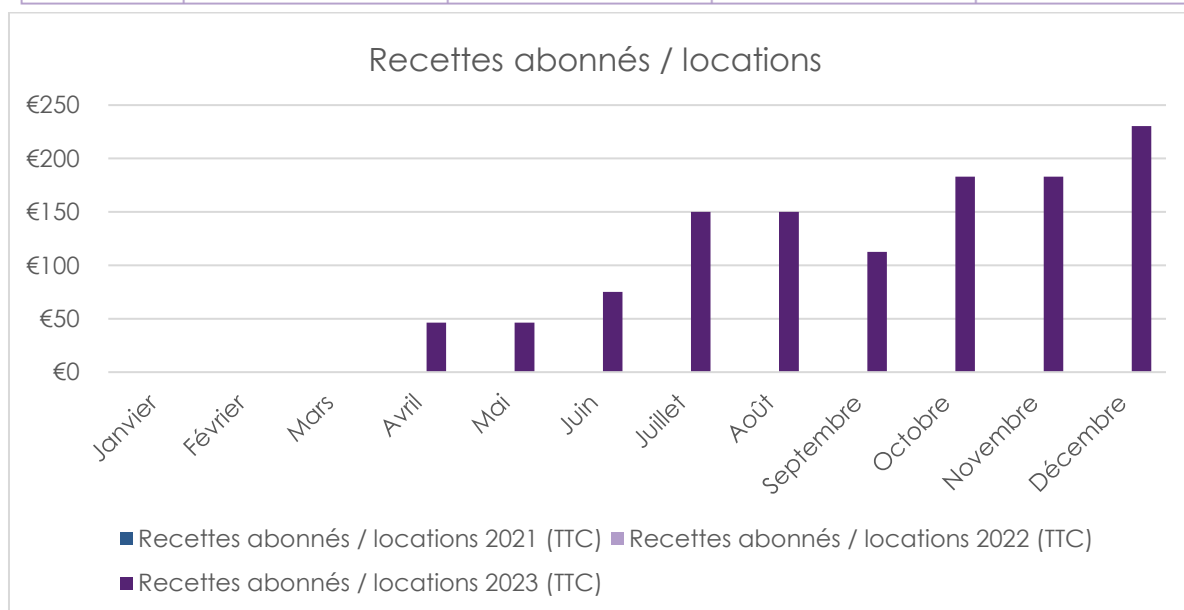 Recettes abonnés / locations
€250
€200
€150
€100
€50
€0
Janvier
Février
Mars
Avril
Mai
Juin
Juillet
Août
Septembre
Octobre
Novembre
Décembre
Recettes abonnés / locations 2021 (TTC) Recettes abonnés / locations 2022 (TTC)
Recettes abonnés / locations 2023 (TTC)